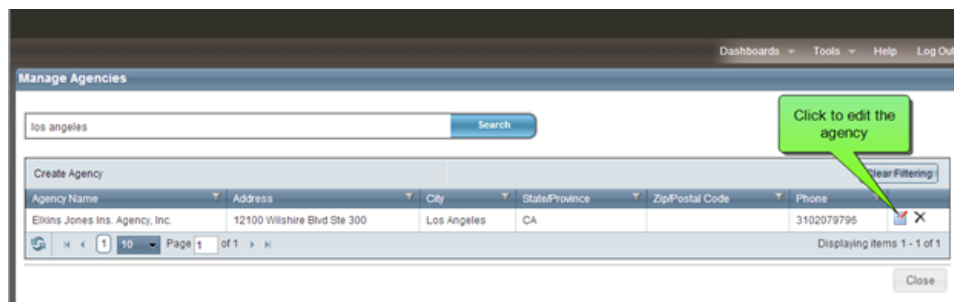 Dashboards Tools Help Log Out
Manage Agencies
los angeles Search
Click to edit the
agency
Create Agency Clear Filtering
Agency Name Address City State/Province Zip/Postal Code Phone
Elkins Jones Ins. Agency, Inc. 12100 Wilshire Blvd Ste 300 Los Angeles CA 3102079796
1 10 Page 1 of 1 Displaying items 1 - 1 of 1
Close